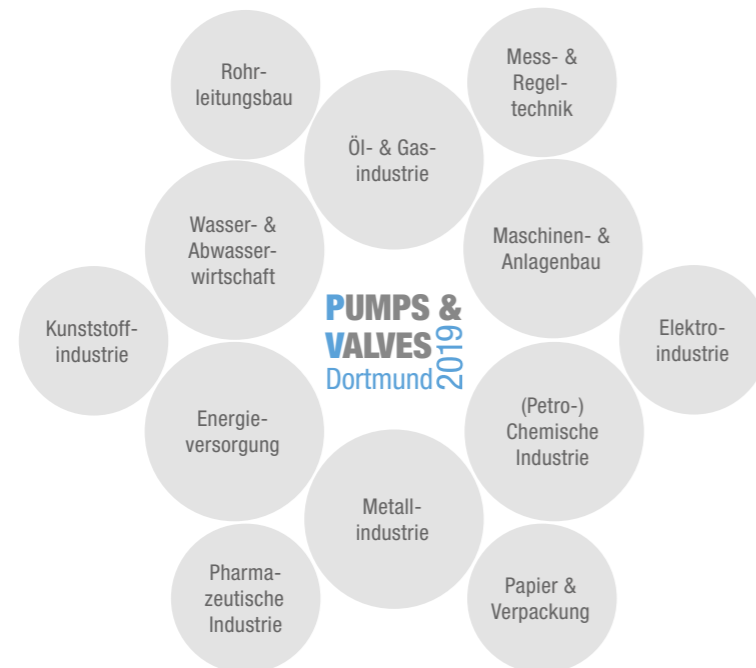 Rohr-
leitungsbau
Mess- &
Regel-
technik
Öl- & Gas-
industrie
Wasser- &
Abwasser-
wirtschaft
Maschinen- &
Anlagenbau
Kunststoff-
industrie
PUMPS &
VALVES
Dortmund
2019
Elektro-
industrie
Energie-
versorgung
(Petro-)
Chemische
Industrie
Metall-
industrie
Pharma-
zeutische
Industrie
Papier &
Verpackung